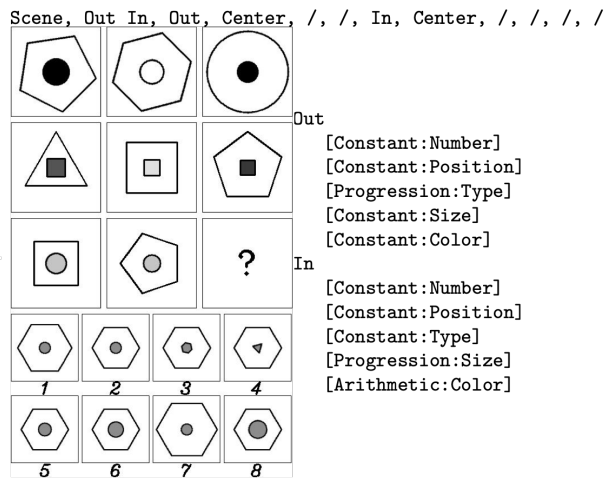 Scene, Out In, Out, Center, /, /, In, Center, /, /, /, /
Out
[Constant:Number]
[Constant:Position]
[Progression:Type]
[Constant:Size]
[Constant:Color]
?
In
[Constant:Number]
[Constant:Position]
[Constant:Type]
[Progression:Size]
[Arithmetic:Color]
1 2 3 4
5 6 7 8